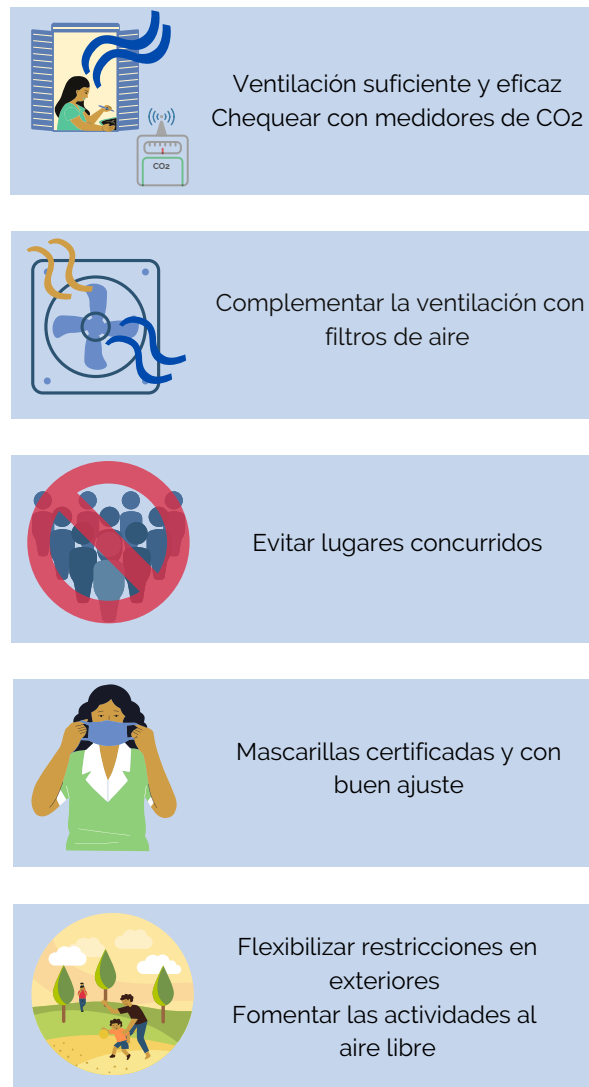 Ventilación suficiente y eficaz
Chequear con medidores de CO2
CO2
Complementar la ventilación con
filtros de aire
Evitar lugares concurridos
Mascarillas certificadas y con
buen ajuste
Flexibilizar restricciones en
exteriores
Fomentar las actividades al
aire libre